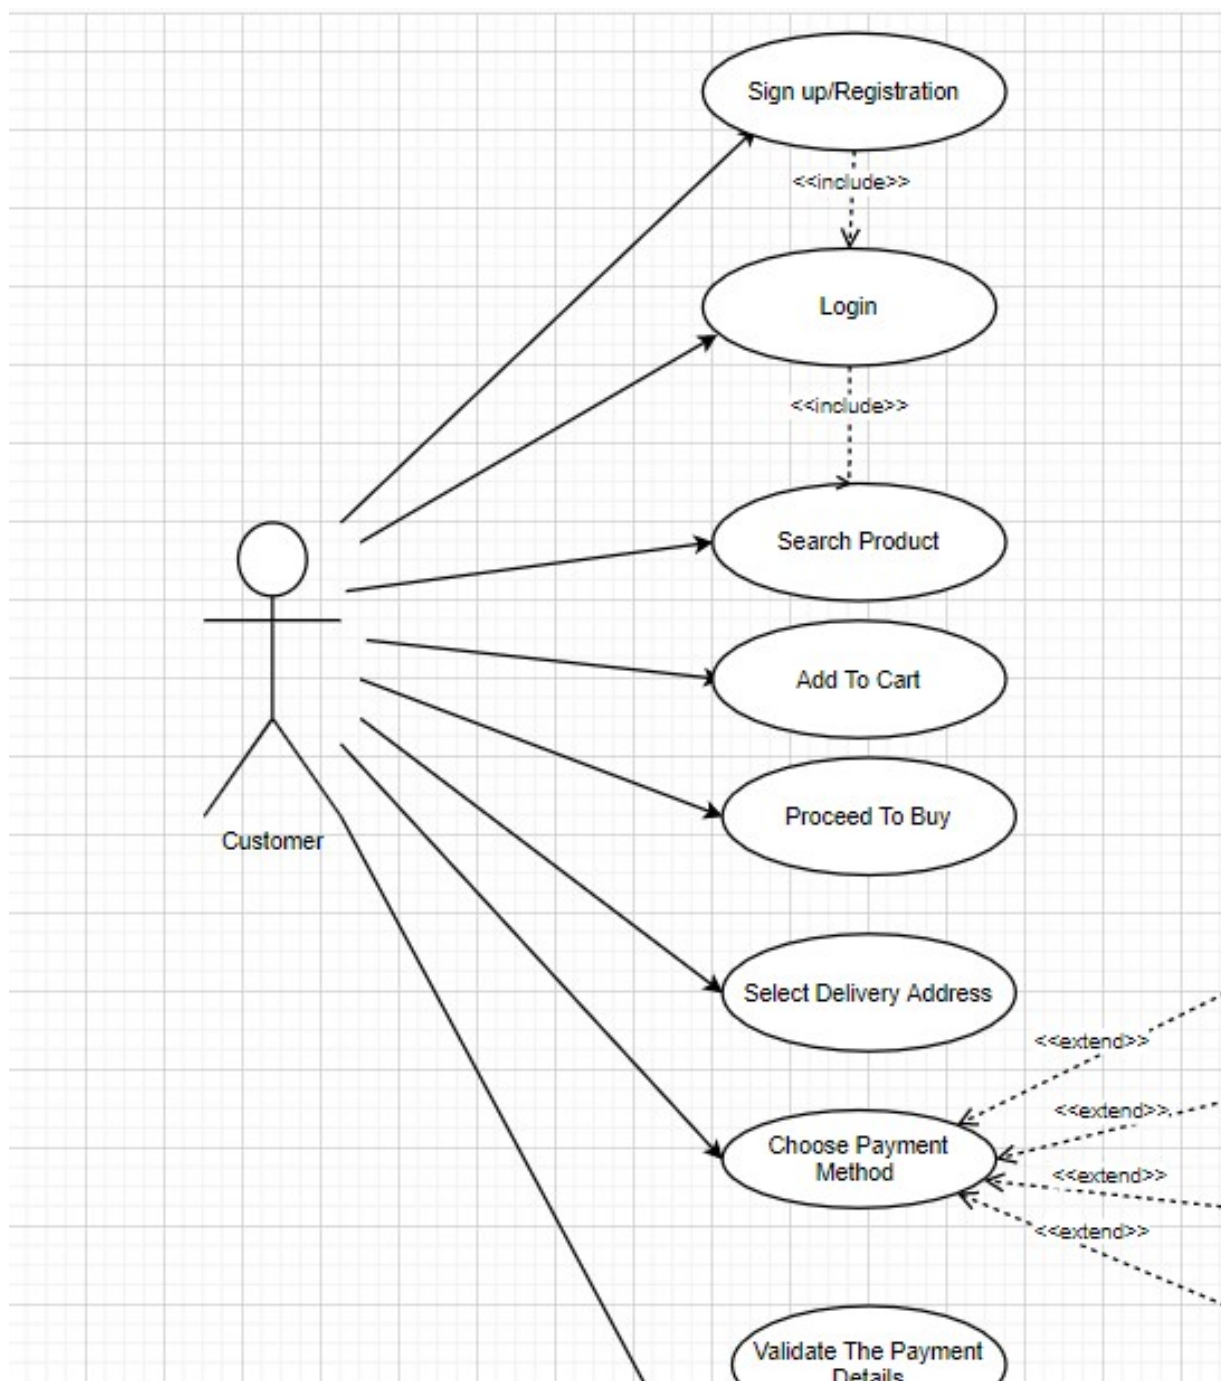 Sign up/Registration
<<include>>
Login
<<include>>
Search Product
Add To Cart
Proceed To Buy
Customer
Select Delivery Address
<<extend>>
<<extend>>
Choose Payment
Method
<<extend>>
<<extend>>
Validate The Payment
Details